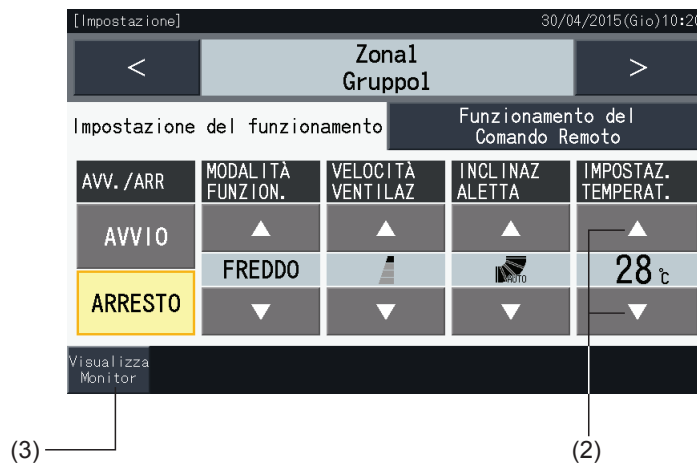 [Impostazione]
30/04/2015(Gio)10:20
<
Zona1
Gruppo1
>
Impostazione del funzionamento
Funzionamento del
Comando Remoto
AVV./ARR
MODALITÀ
FUNZION.
VELOCITÀ
VENTILAZ
INCLINAZ
ALETTA
IMPOSTAZ.
TEMPERAT.
AVVIO
ARRESTO
FREDDO
AUTO
28℃
Visualizza
Monitor
(3)
(2)